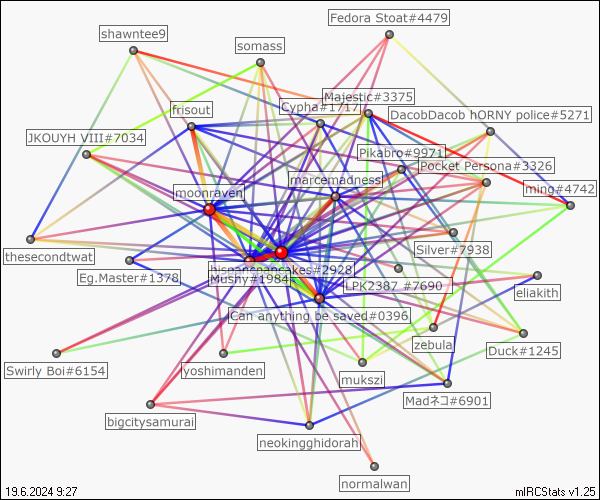 Fedora Stoat#4479
shawntee9
somass
Majestic#3375
Cypha#1717
frisout
DacobDacob hORNY police#5271
JKOUYH VIII#7034
Pikabro#9971
Pocket Persona#3326
marcemadness
moonraven
ming#4742
thesecondtwat
Silver#7938
hispanicpancakes#2928
Eg.Master#1378
Mushy#1984
LPK2387 #7690
eliakith
Can anything be saved#0396
zebulal
Duck#1245
Swirly Boi#6154
yoshimanden
mukszi
Madネコ#6901
bigcitysamurai
neokingghidorah
normalwan
19.6.2024 9:27
mIRCStats v1.25